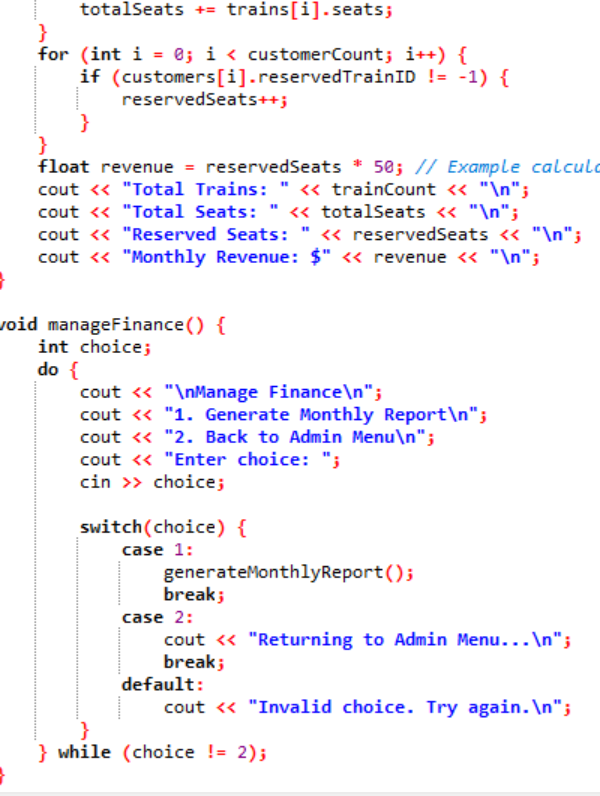 totalSeats += trains[i].seats;
}
for (int i = 0; i < customerCount; i++) {
if (customers[i].reservedTrainID != -1) {
reservedSeats++;
}
}
float revenue = reservedSeats * 50; // Example
cout << "Total Trains: " << trainCount << "\n";
cout << "Total Seats: " << totalSeats << "\n";
cout << "Reserved Seats: " << reservedSeats << "\n";
cout << "Monthly Revenue: $" << revenue << "\n";
}
void manageFinance() {
int choice;
do {
cout << "\nManage Finance\n";
cout << "1. Generate Monthly Report\n";
cout << "2. Back to Admin Menu\n";
cout << "Enter choice: ";
cin >> choice;
switch(choice) {
case 1:
generateMonthlyReport();
break;
case 2:
cout << "Returning to Admin Menu...\n";
break;
default:
cout << "Invalid choice. Try again.\n";
}
} while (choice != 2);
}